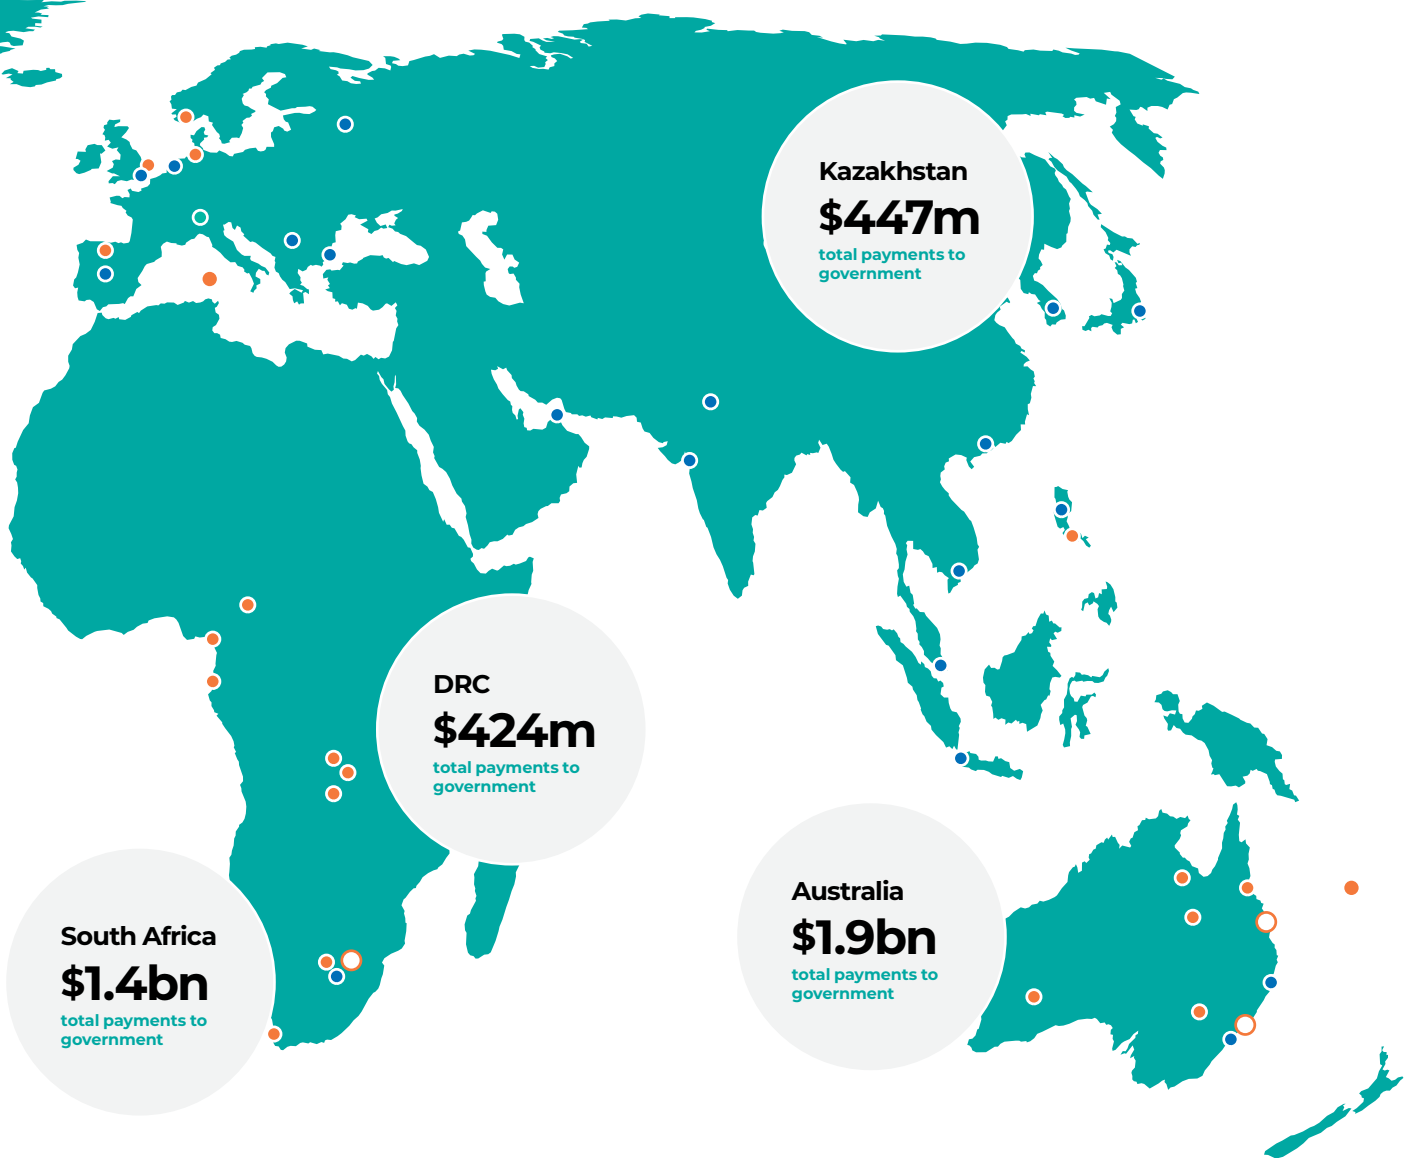 Kazakhstan
$447m
total payments to
government
DRC
$424m
total payments to
government
Australia
$1.9bn
total payments to
government
South Africa
$1.4bn
total payments to
government